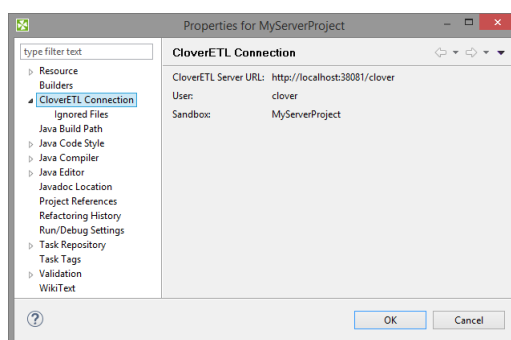 Properties for MyServerProject
type filter text
CloverETL Connection
Resource
Builders
CloverETL Connection
Ignored Files
Java Build Path
Java Code Style
Java Compiler
Java Editor
Javadoc Location
Project References
Refactoring History
Run/Debug Settings
Task Repository
Task Tags
Validation
WikiText
CloverETL Server URL: http://localhost:38081/clover
User: clover
Sandbox: MyServerProject
OK Cancel